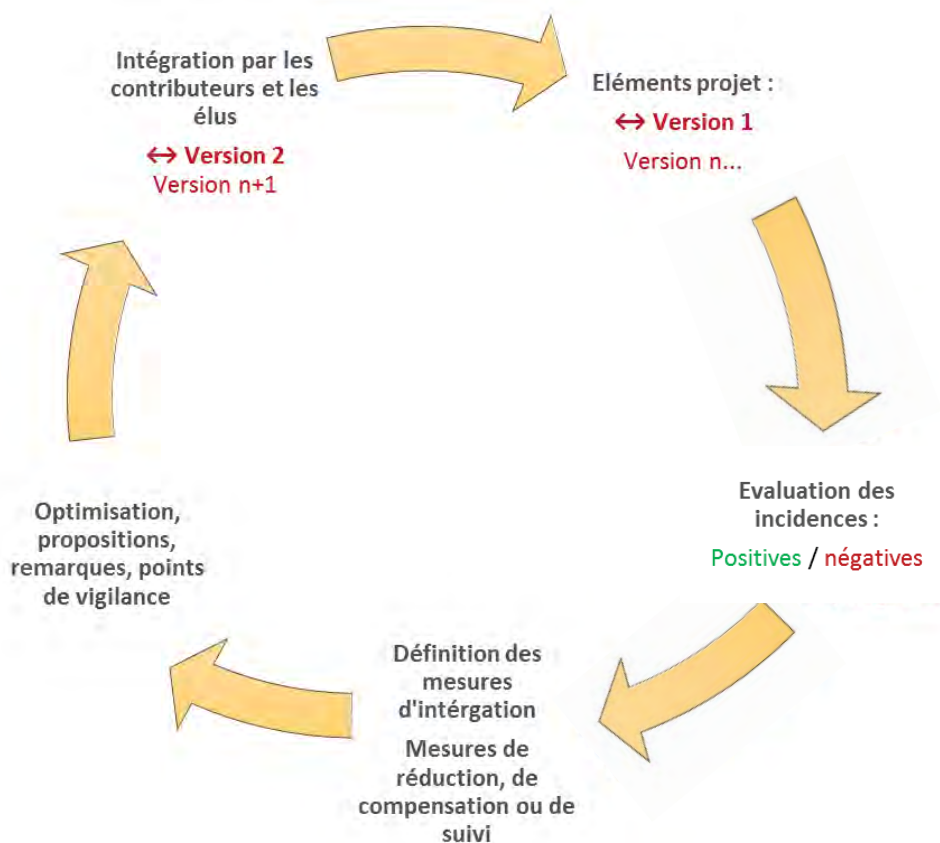 Intégration par les
contributeurs et les
élus
↔ Version 2
Version n+1
Eléments projet :
↔ Version 1
Version n...
Evaluation des
incidences :
Positives / négatives
Définition des
mesures
d'intérgation
Mesures de
réduction, de
compensation ou de
suivi
Optimisation,
propositions,
remarques, points
de vigilance